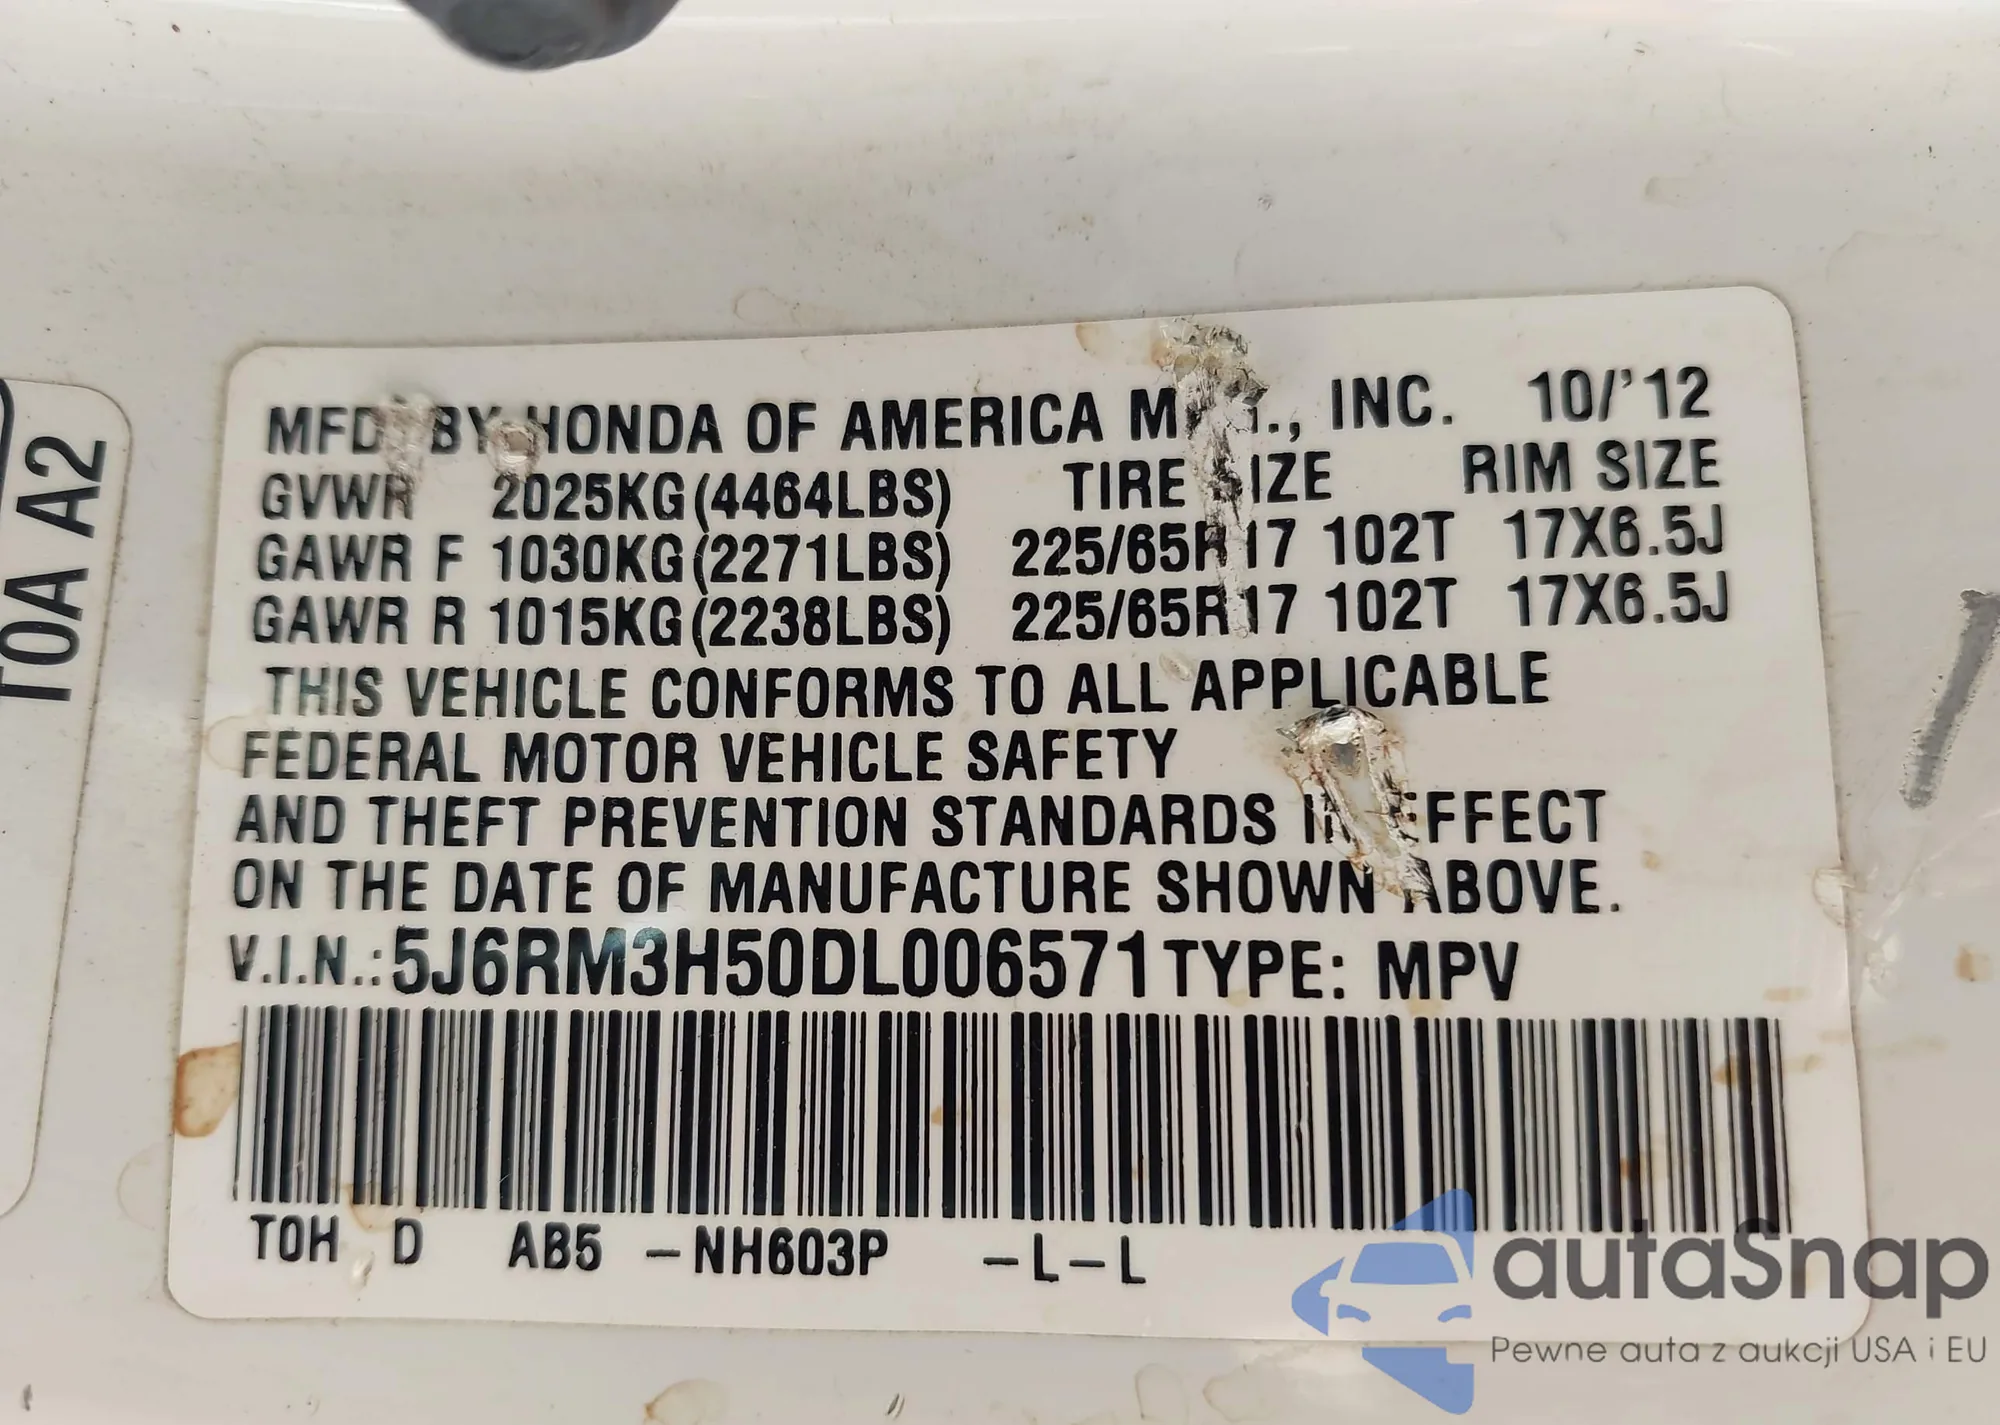 T0A A2
MFD BY HONDA OF AMERICA M , INC. 10/'12
GVWR 2025KG(4464LBS) TIRE SIZE RIM SIZE
GAWR F 1030KG(2271LBS) 225/65R17 102T 17X6.5J
GAWR R 1015KG(2238LBS) 225/65R17 102T 17X6.5J
THIS VEHICLE CONFORMS TO ALL APPLICABLE
FEDERAL MOTOR VEHICLE SAFETY
AND THEFT PREVENTION STANDARDS IN EFFECT
ON THE DATE OF MANUFACTURE SHOWN ABOVE.
V.I.N.: 5J6RM3H50DL006571 TYPE: MPV
T0H D AB5 -NH603P -L-L
autaSnap
Pewne auta z aukcji USA i EU